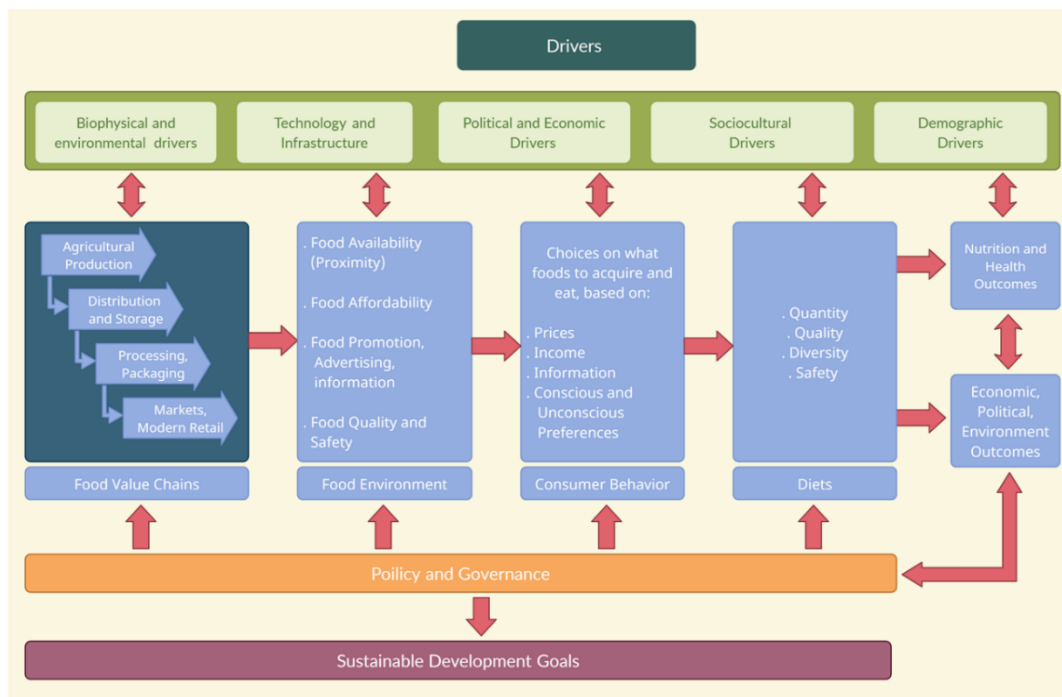 Drivers
Biophysical and
environmental drivers
Technology and
Infrastructure
Political and Economic
Drivers
Sociocultural
Drivers
Demographic
Drivers
Agricultural
Production
Distribution
and Storage
Processing,
Packaging
Markets,
Modern Retail
Food Value Chains
. Food Availability
(Proximity)
. Food Affordability
. Food Promotion,
Advertising,
information
. Food Quality and
Safety
Food Environment
Choices on what
foods to acquire and
eat, based on:
. Prices
. Income
. Information
. Conscious and
Unconscious
Preferences
Consumer Behavior
. Quantity
. Quality
. Diversity
. Safety
Diets
Nutrition and
Health
Outcomes
Economic,
Political,
Environment
Outcomes
Poilicy and Governance
Sustainable Development Goals